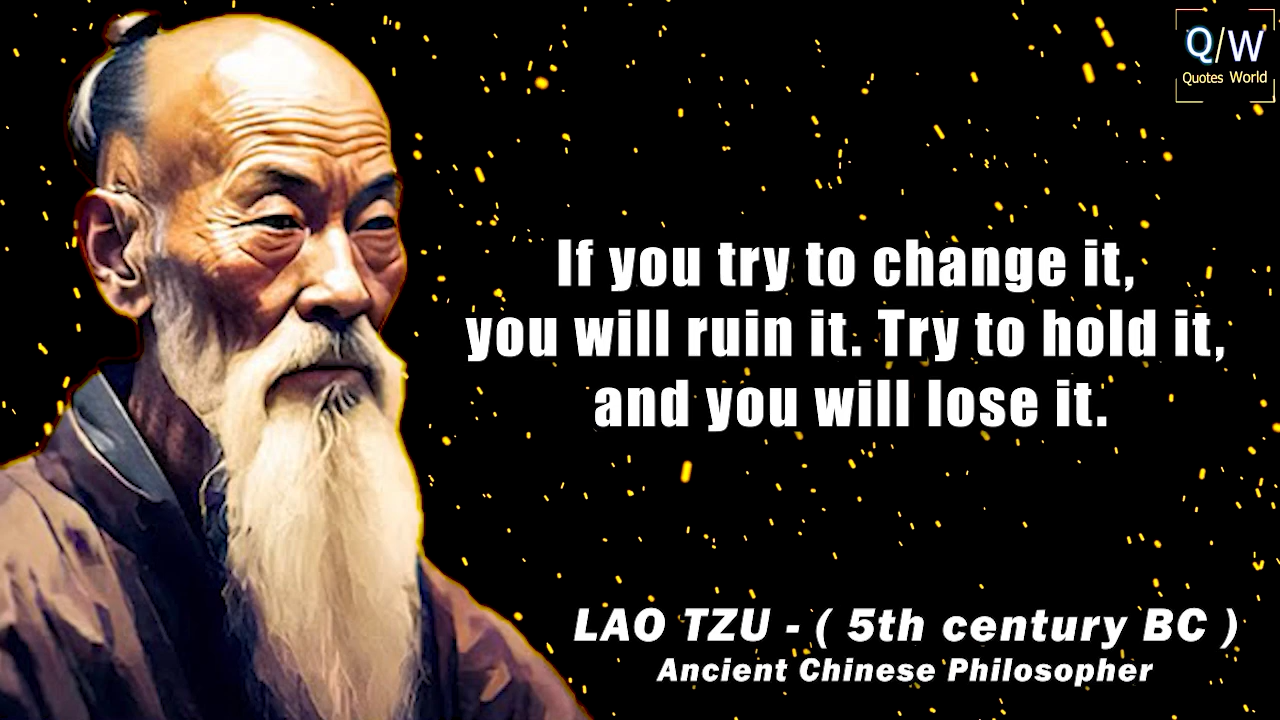 Q/W
Quotes World
If you try to change it,
you will ruin it. Try to hold it,
and you will lose it.
LAO TZU - ( 5th century BC )
Ancient Chinese Philosopher